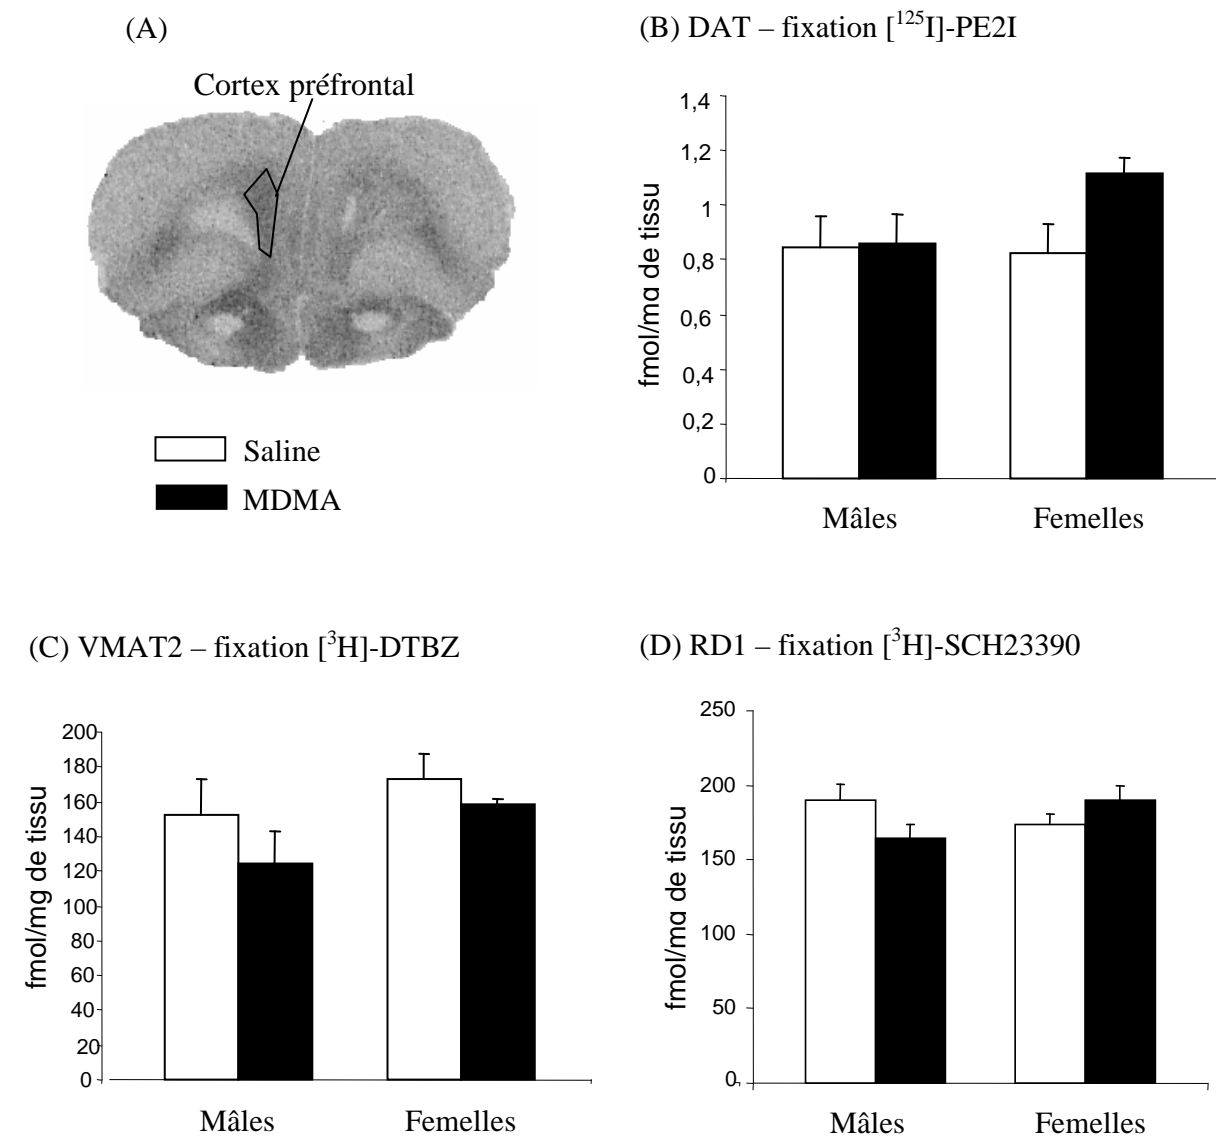 (A)
Cortex préfrontal
Saline
MDMA
(B) DAT – fixation [¹²⁵I]-PE2I
fmol/mg de tissu
1,4
1,2
1
0,8
0,6
0,4
0,2
0
Mâles Femelles
(C) VMAT2 – fixation [³H]-DTBZ
fmol/mg de tissu
200
180
160
140
120
100
80
60
40
20
0
Mâles Femelles
(D) RD1 – fixation [³H]-SCH23390
fmol/mg de tissu
250
200
150
100
50
0
Mâles Femelles